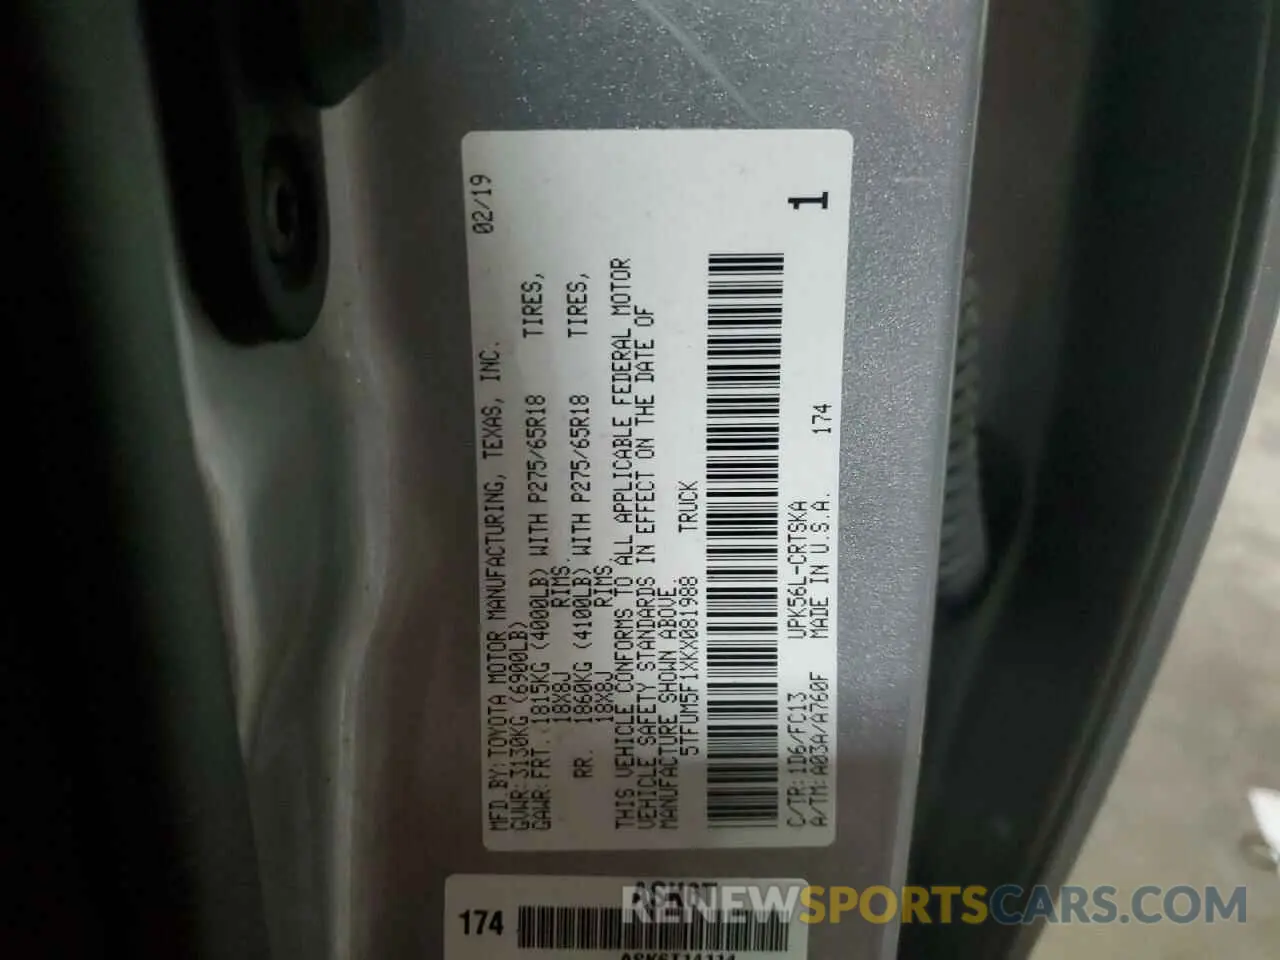 MFD.BY:TOYOTA MOTOR MANUFACTURING, TEXAS, INC. 02/19
GVWR:3130KG(6900LB)
GAWR:FRT. 1815KG (4000LB) WITH P275/65R18 TIRES,
18X8J RIMS.
RR. 1860KG (4100LB) WITH P275/65R18 TIRES,
18X8J RIMS
THIS VEHICLE CONFORMS TO ALL APPLICABLE FEDERAL MOTOR
VEHICLE SAFETY STANDARDS IN EFFECT ON THE DATE OF
MANUFACTURE SHOWN ABOVE.
5TFUM5F1XKX081988 TRUCK
1
C/TR:1D6/FC13 UPK56L-CRTSKA
A/TM:A03A/A760F MADE IN U.S.A. 174
174
RENEWSPORTSCARS.COM